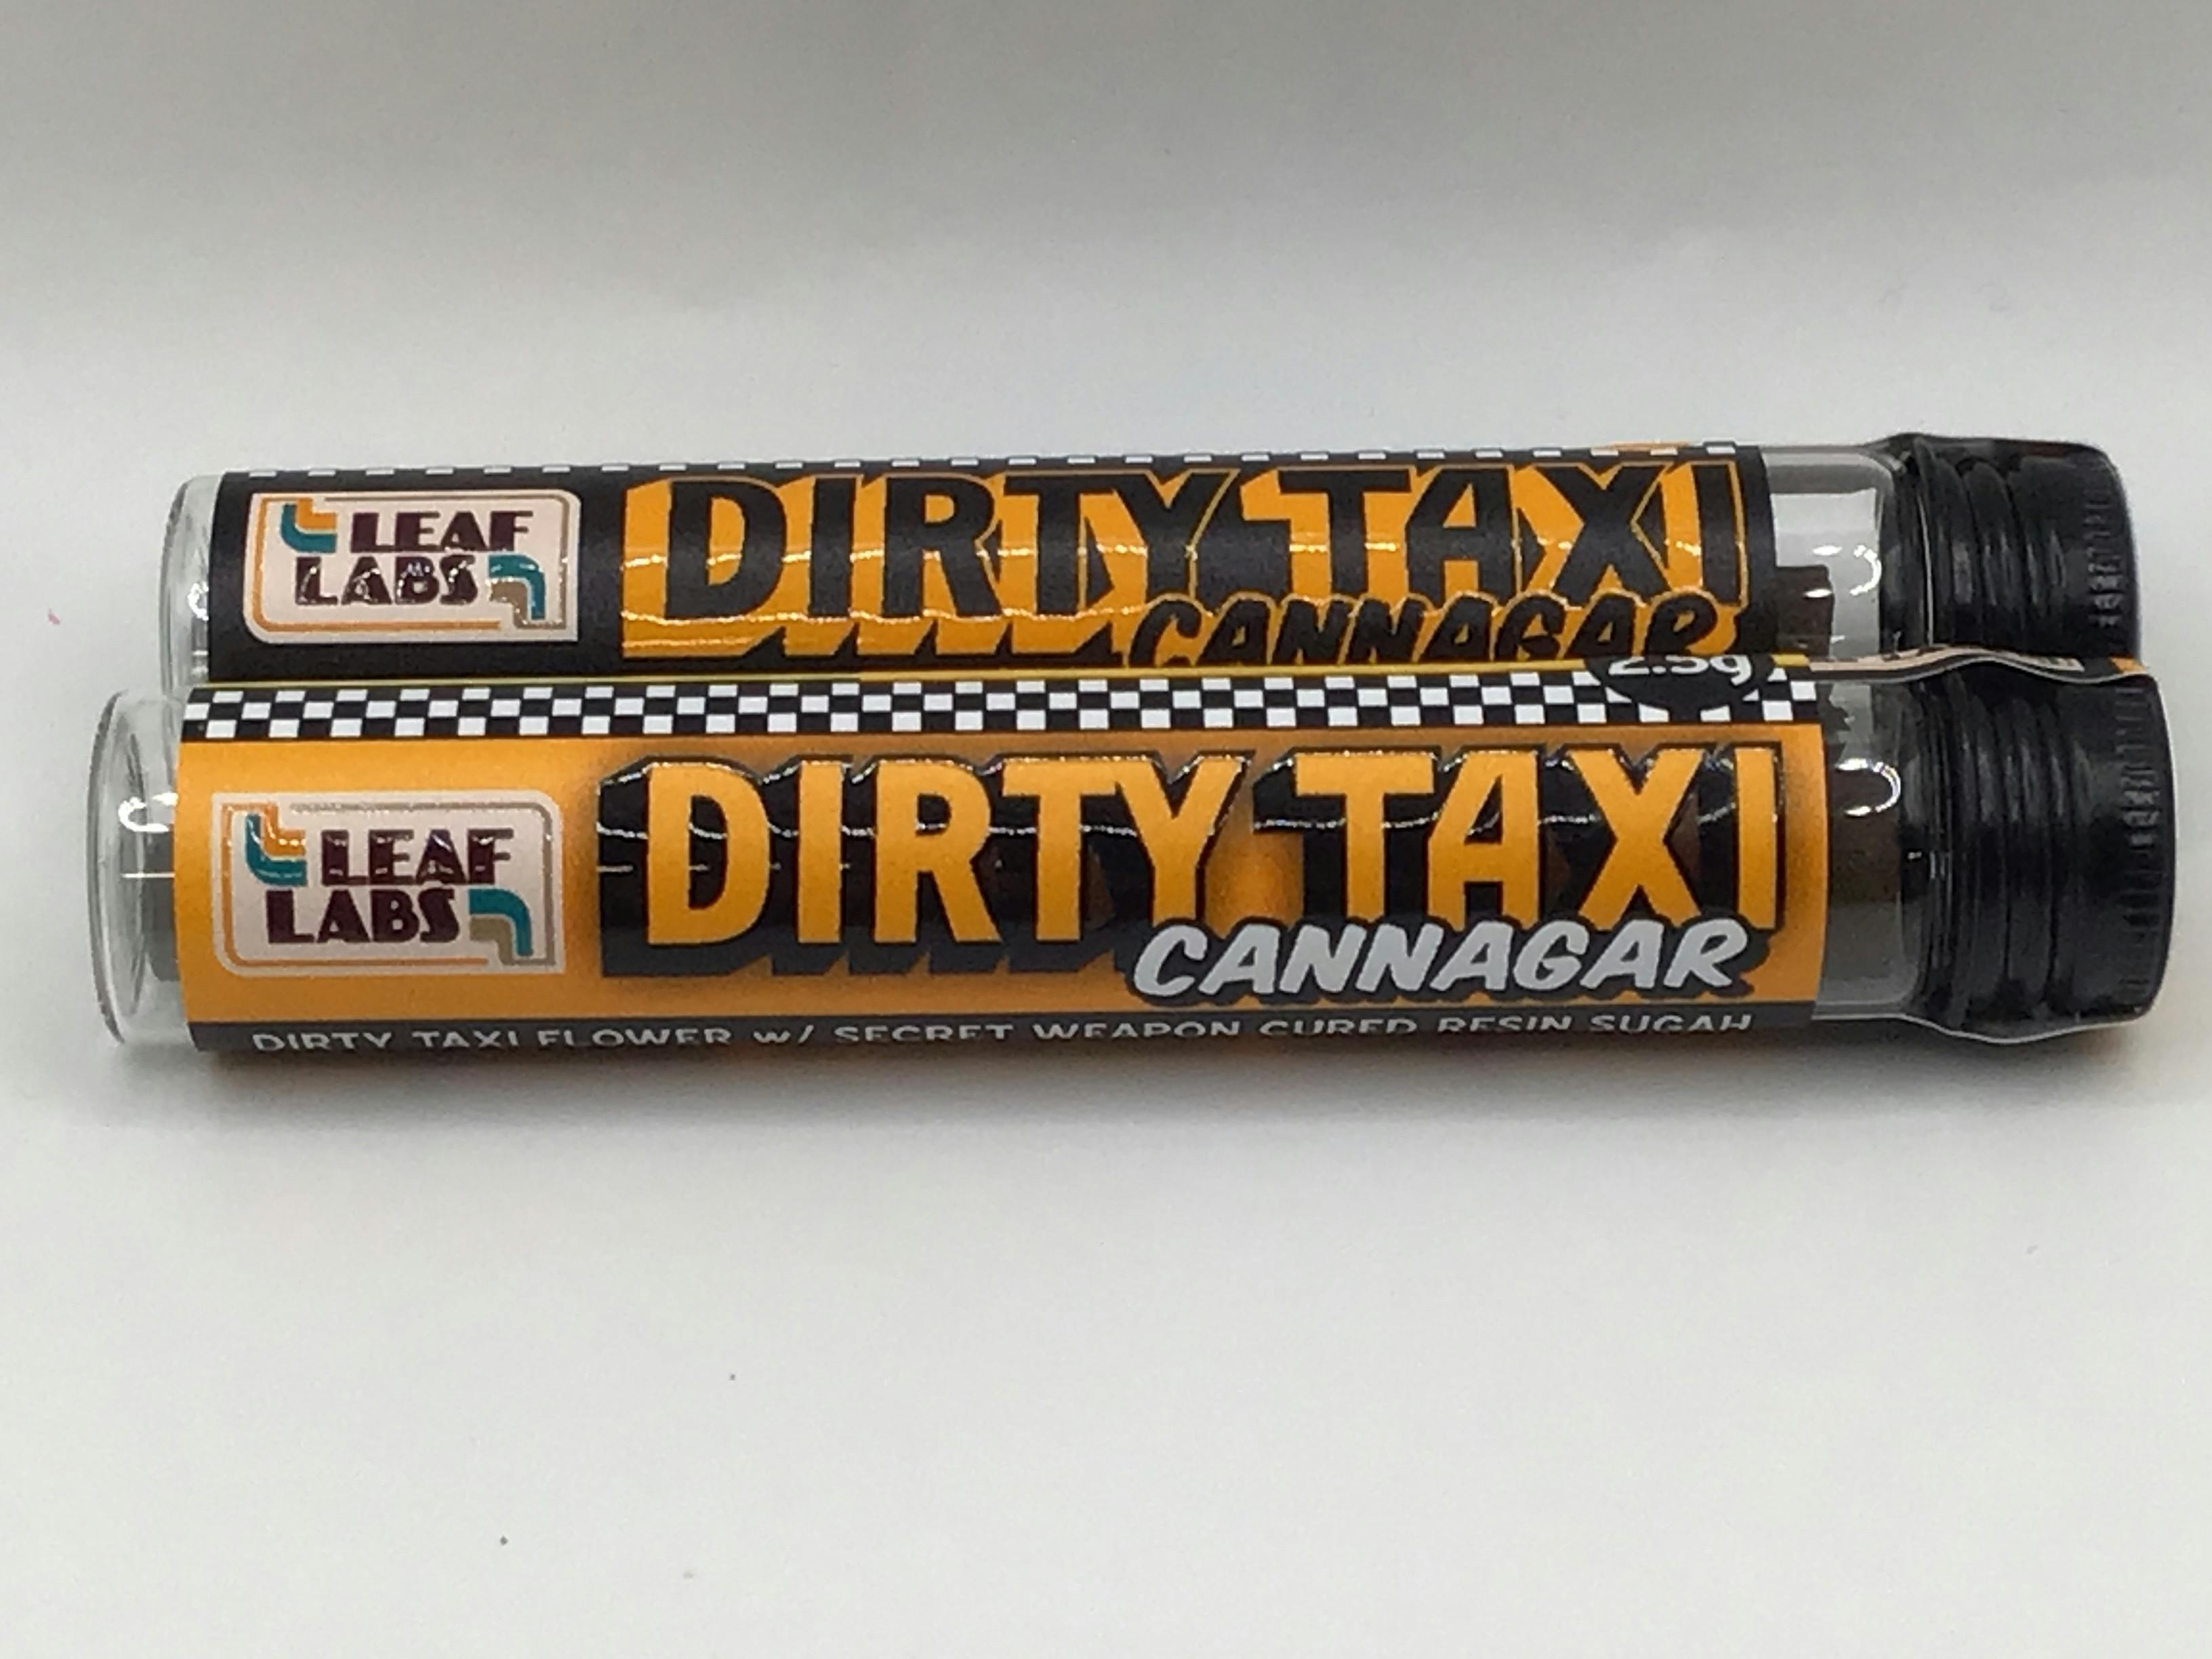 LEAF
LABS
DIRTY TAXI
CANNAGAR
2.5g
LEAF
LABS
DIRTY TAXI
CANNAGAR
DIRTY TAXI FLOWER w/ SECRET WEAPON CURED RESIN SUGAH